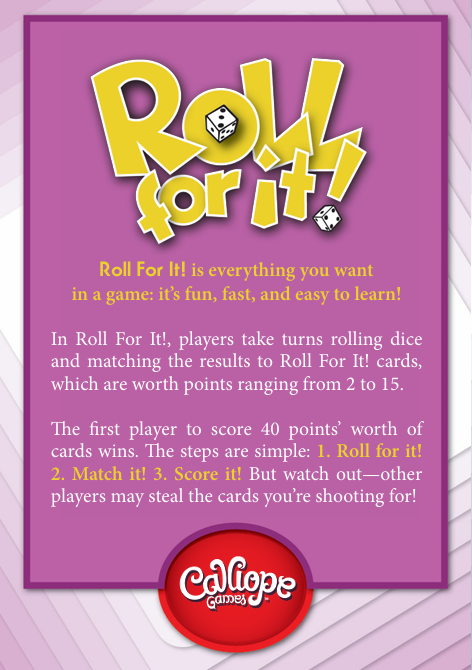 Roll
for it!
Roll For It! is everything you want
in a game: it’s fun, fast, and easy to learn!
In Roll For It!, players take turns rolling dice
and matching the results to Roll For It! cards,
which are worth points ranging from 2 to 15.
The first player to score 40 points’ worth of
cards wins. The steps are simple: 1. Roll for it!
2. Match it! 3. Score it! But watch out—other
players may steal the cards you’re shooting for!
Calliope
Games™